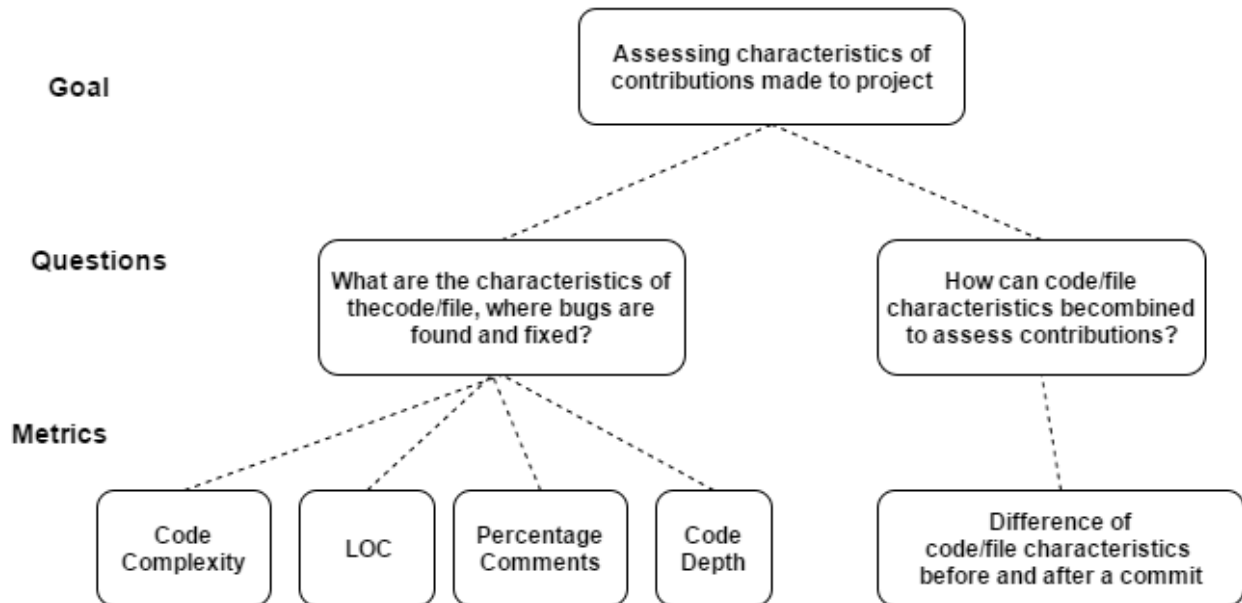 Goal
Assessing characteristics of
contributions made to project
Questions
What are the characteristics of
thecode/file, where bugs are
found and fixed?
How can code/file
characteristics becombined
to assess contributions?
Metrics
Code
Complexity
LOC
Percentage
Comments
Code
Depth
Difference of
code/file characteristics
before and after a commit